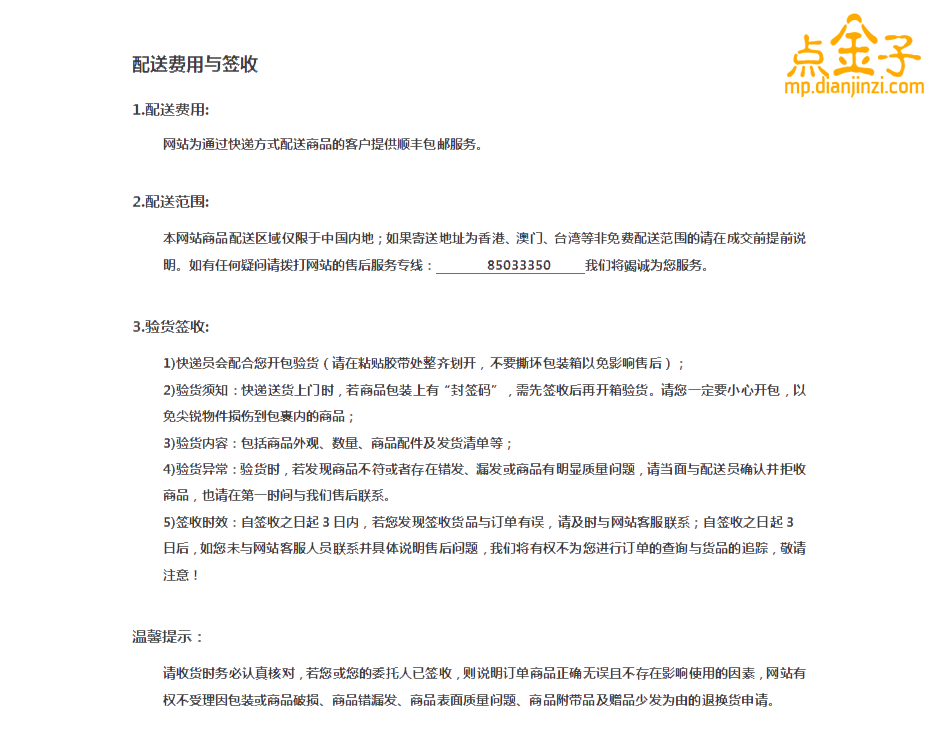 点金子
mp.dianjinzi.com
配送费用与签收
1.配送费用:
网站为通过快递方式配送商品的客户提供顺丰包邮服务。
2.配送范围:
本网站商品配送区域仅限于中国内地；如果寄送地址为香港、澳门、台湾等非免费配送范围的请在成交前提前说
明。如有任何疑问请拨打网站的售后服务专线：85033350我们将竭诚为您服务。
3.验货签收:
1)快递员会配合您开包验货（请在粘贴胶带处整齐划开，不要撕坏包装箱以免影响售后）；
2)验货须知：快递送货上门时，若商品包装上有“封签码”，需先签收后再开箱验货。请您一定要小心开包，以
免尖锐物件损伤到包裹内的商品；
3)验货内容：包括商品外观、数量、商品配件及发货清单等；
4)验货异常：验货时，若发现商品不符或者存在错发、漏发或商品有明显质量问题，请当面与配送员确认并拒收
商品，也请在第一时间与我们售后联系。
5)签收时效：自签收之日起 3 日内，若您发现签收货品与订单有误，请及时与网站客服联系；自签收之日起 3
日后，如您未与网站客服人员联系并具体说明售后问题，我们将有权不为您进行订单的查询与货品的追踪，敬请
注意！
温馨提示：
请收货时务必认真核对，若您或您的委托人已签收，则说明订单商品正确无误且不存在影响使用的因素，网站有
权不受理因包装或商品破损、商品错漏发、商品表面质量问题、商品附带品及赠品少发为由的退换货申请。